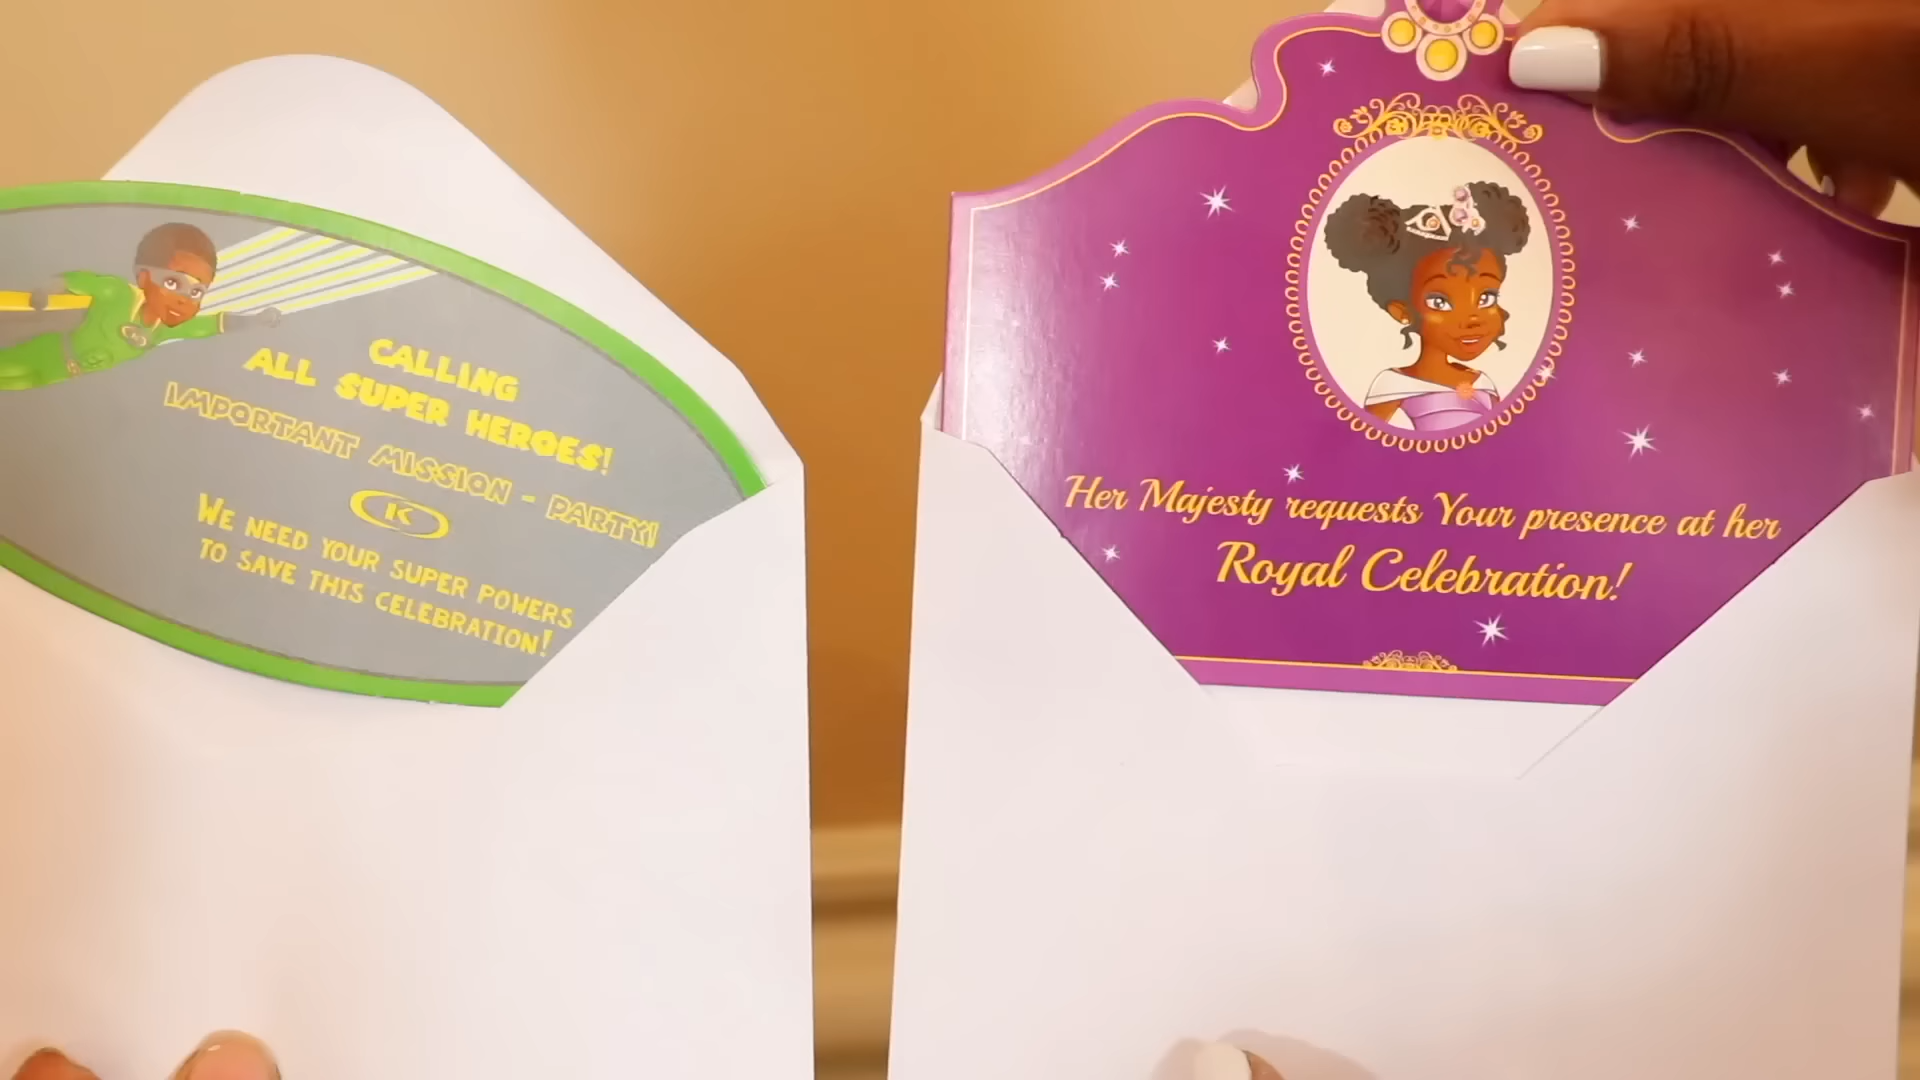 CALLING
ALL SUPER HEROES!
IMPORTANT MISSION - PARTY!
K
WE NEED YOUR SUPER POWERS
TO SAVE THIS CELEBRATION!
Her Majesty requests Your presence at her
Royal Celebration!